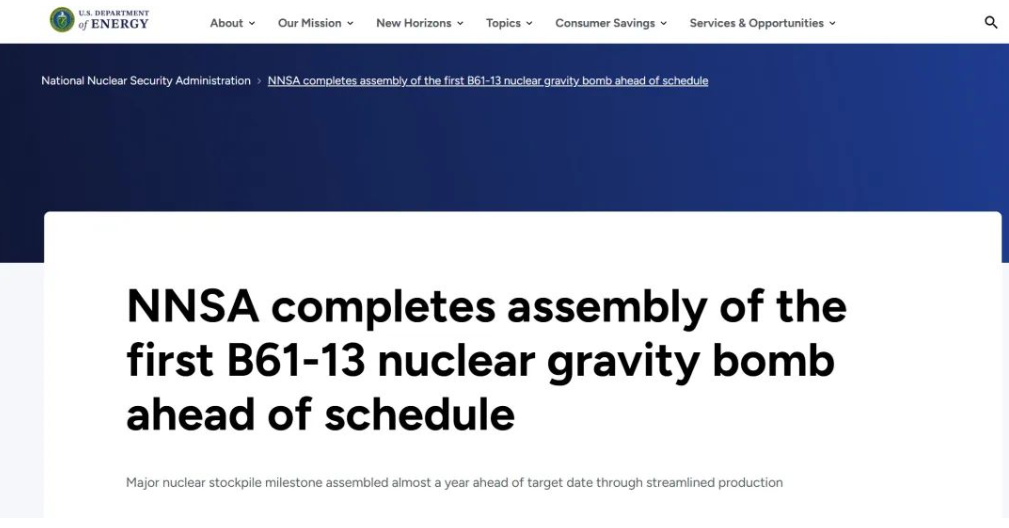 U.S. DEPARTMENT
of ENERGY
About
Our Mission
New Horizons
Topics
Consumer Savings
Services & Opportunities
National Nuclear Security Administration > NNSA completes assembly of the first B61-13 nuclear gravity bomb ahead of schedule
NNSA completes assembly of the
first B61-13 nuclear gravity bomb
ahead of schedule
Major nuclear stockpile milestone assembled almost a year ahead of target date through streamlined production